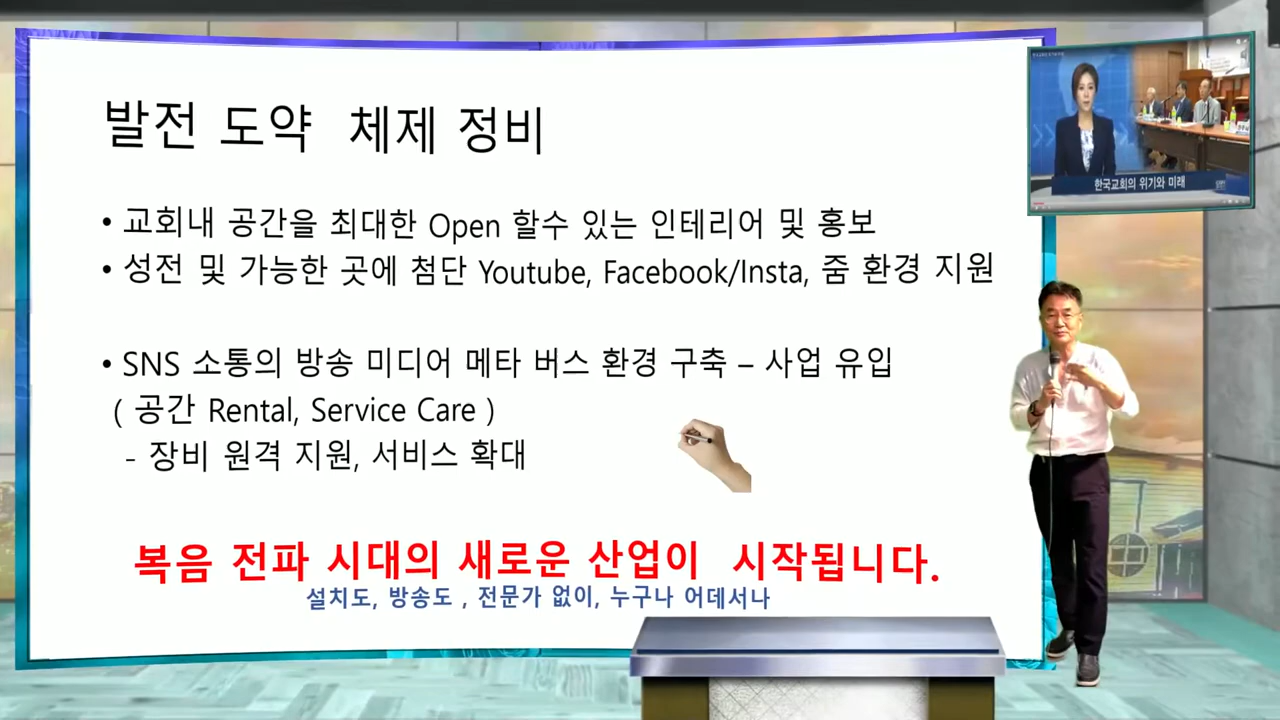 발전 도약 체제 정비
• 교회내 공간을 최대한 Open 할수 있는 인테리어 및 홍보
• 성전 및 가능한 곳에 첨단 Youtube, Facebook/Insta, 줌 환경 지원
• SNS 소통의 방송 미디어 메타 버스 환경 구축 – 사업 유입
( 공간 Rental, Service Care )
- 장비 원격 지원, 서비스 확대
복음 전파 시대의 새로운 산업이 시작됩니다.
설치도, 방송도 , 전문가 없이, 누구나 어데서나
한국교회의 위기와 미래